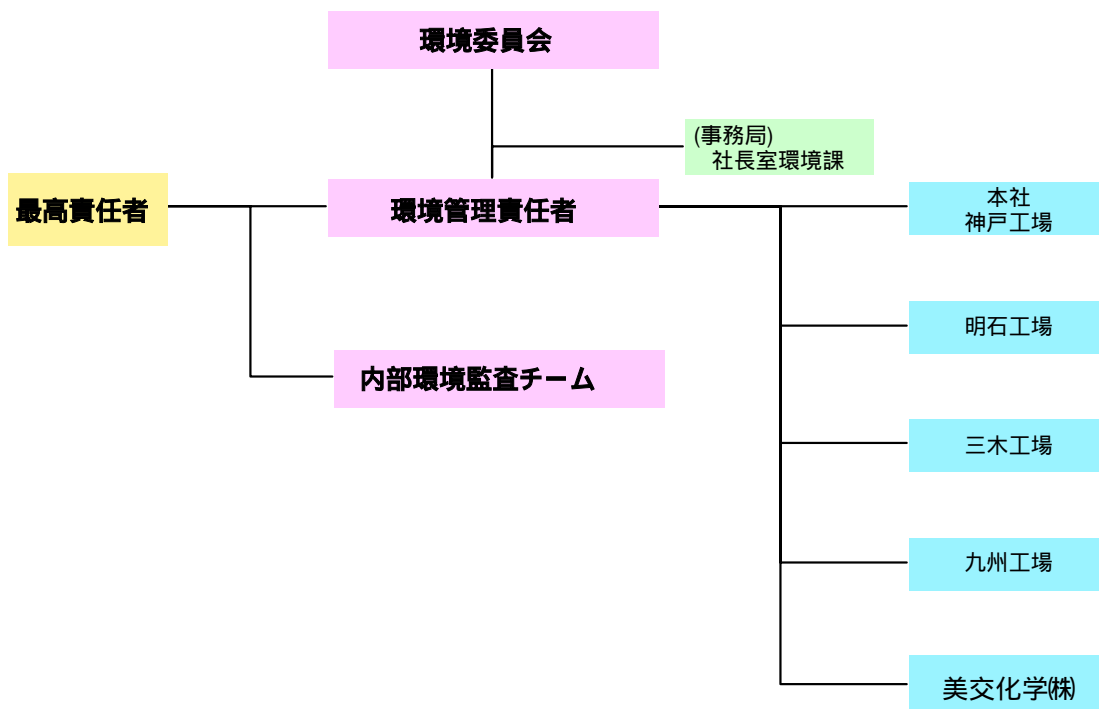 環境委員会
(事務局)
社長室環境課
最高責任者
環境管理責任者
本社
神戸工場
明石工場
内部環境監査チーム
三木工場
九州工場
美交化学㈱